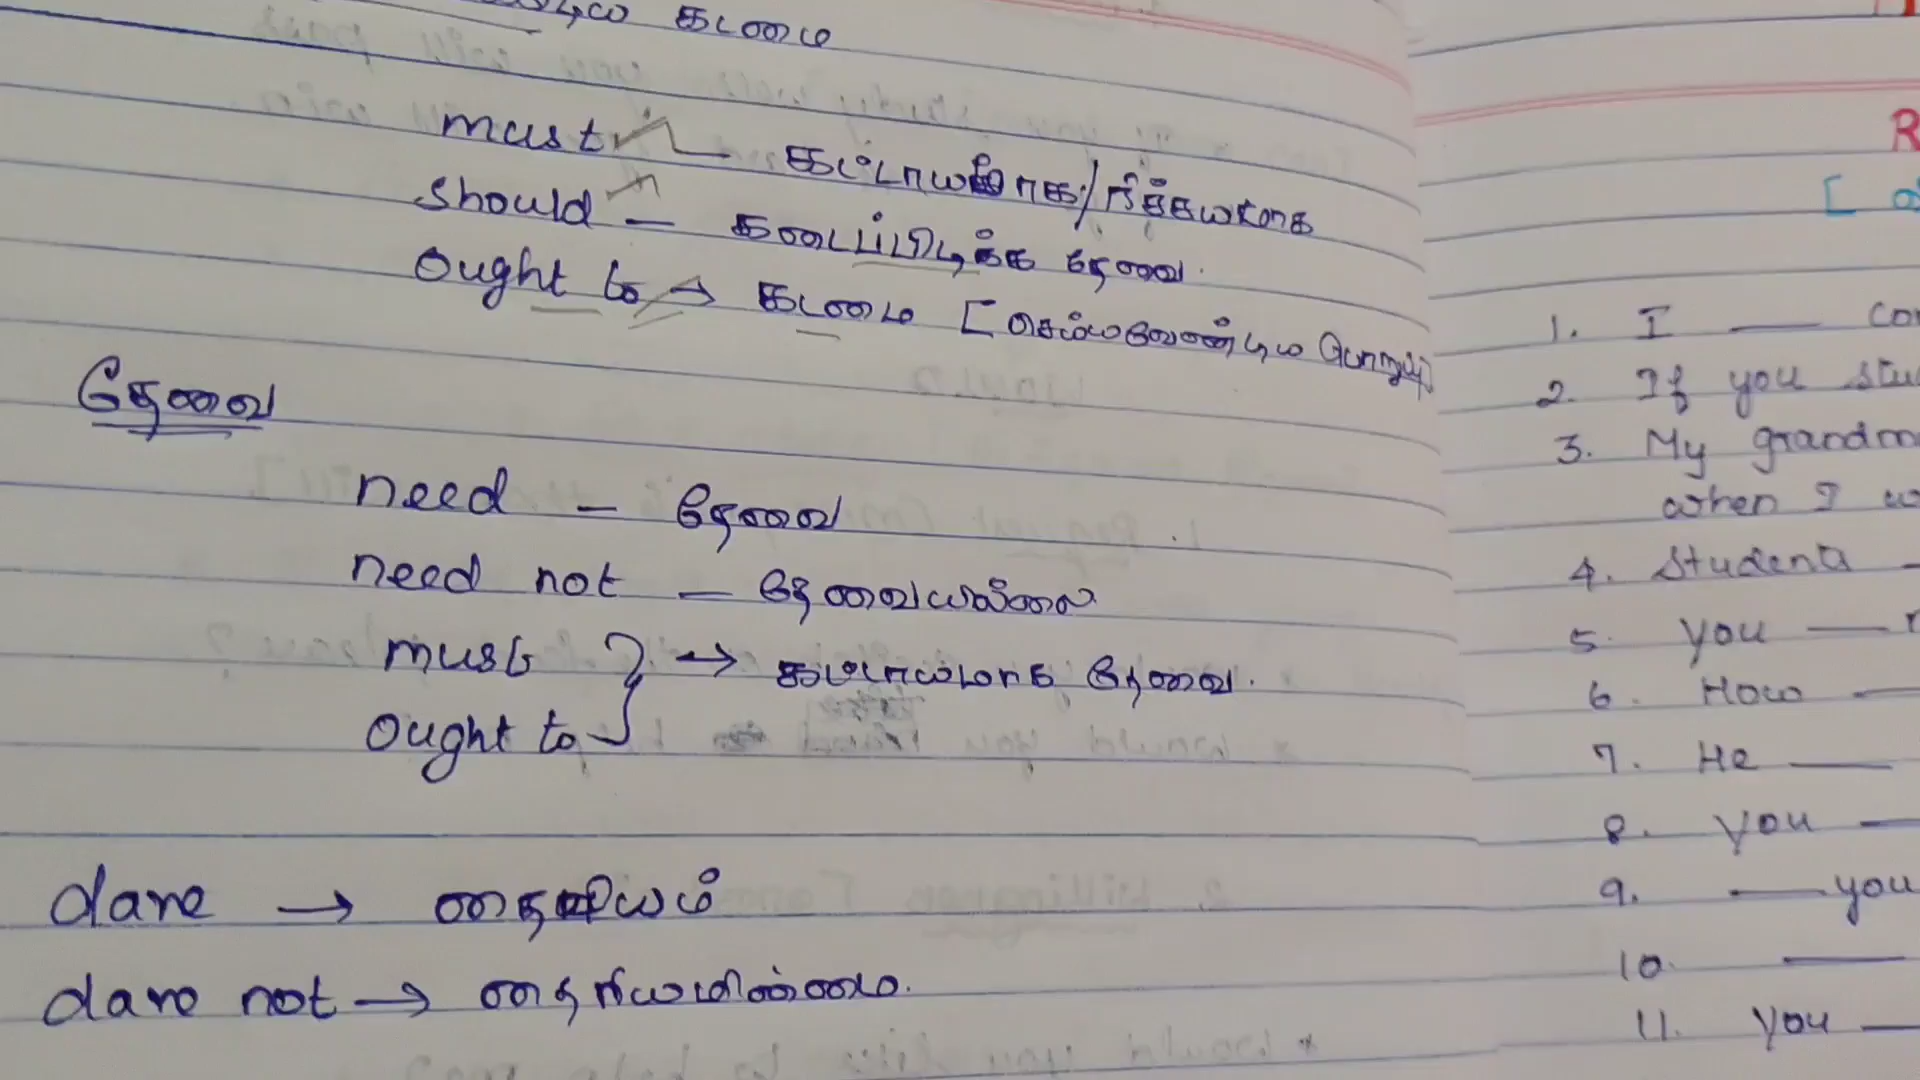 கடமை
must — கட்டாயமாக/நிச்சயமாக
should — கடைப்பிடிக்க தேவை.
ought to → கடமை [செய்யவேண்டிய பொறுப்பு]
தேவை
need — தேவை
need not — தேவையில்லை
must } → கட்டாயமாக தேவை.
ought to
dare → தைரியம்
dare not → தைரியமின்மை.
R
[
1. I —
2. If you
3. My
when I
4. Students —
5. you —
6. How —
7. He —
8. You —
9. — you
10. —
11. You —